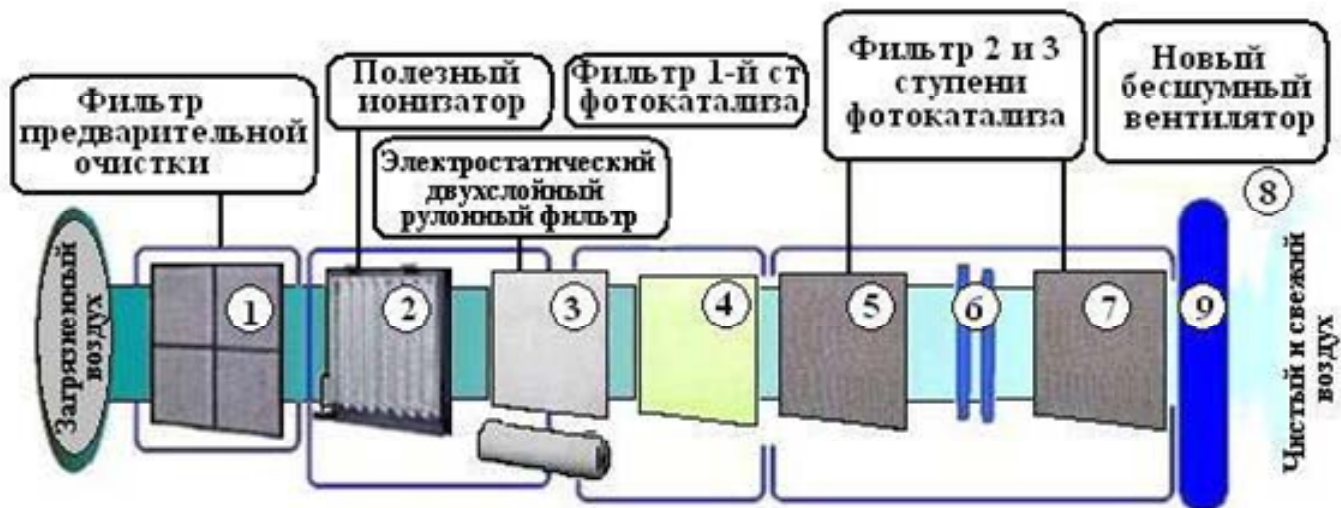 Фильтр
предварительной
очистки
Полезный
ионизатор
Электростатический
двухслойный
рулонный фильтр
Фильтр 1-й ст
фотокатализа
Фильтр 2 и 3
ступени
фотокатализа
Новый
бесшумный
вентилятор
Загрязненный
воздух
1
2
3
4
5
6
7
9
8
Чистый и свежий
воздух